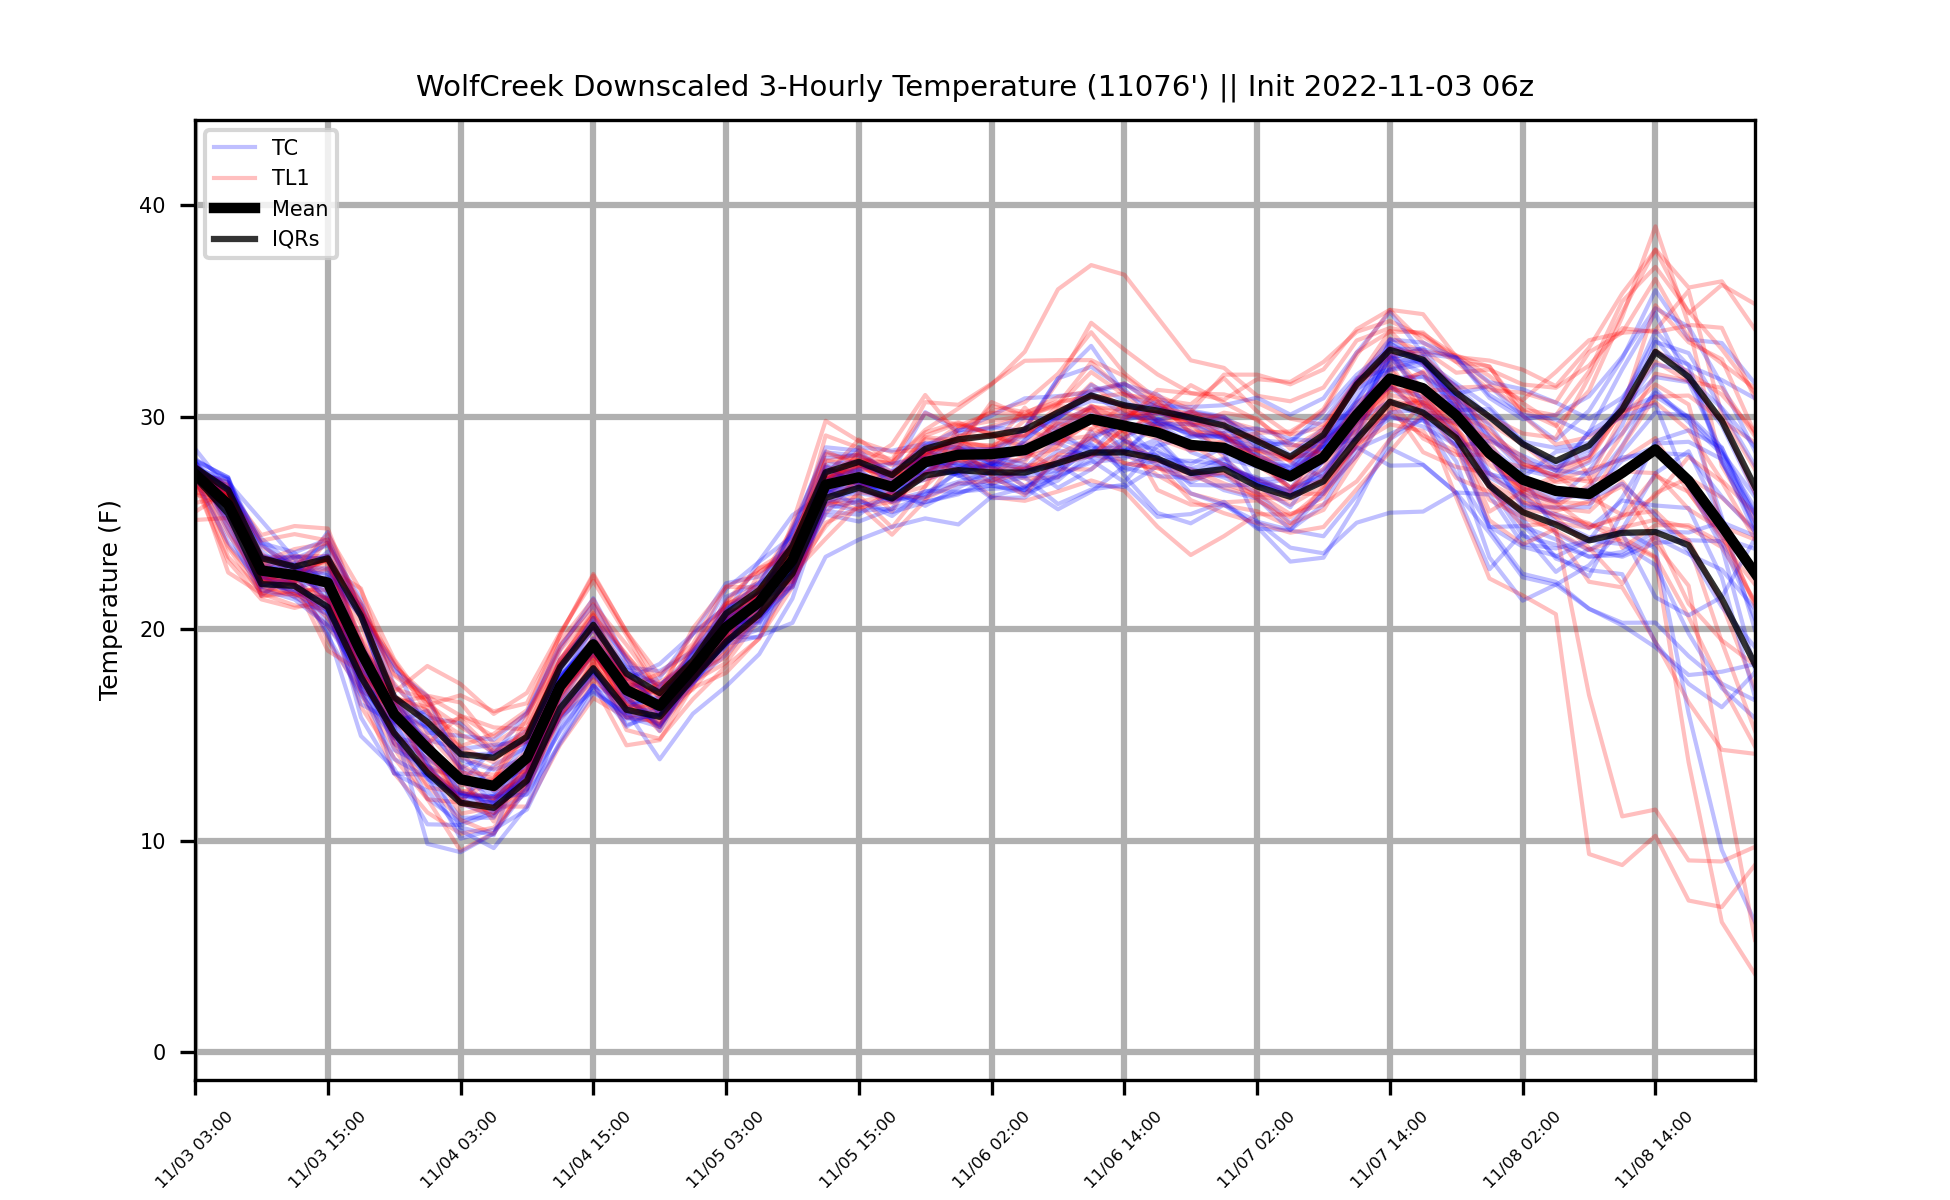 WolfCreek Downscaled 3-Hourly Temperature (11076') || Init 2022-11-03 06z
TC
TL1
Mean
IQRs
Temperature (F)
40
30
20
10
0
11/03 03:00
11/03 15:00
11/04 03:00
11/04 15:00
11/05 03:00
11/05 15:00
11/06 02:00
11/06 14:00
11/07 02:00
11/07 14:00
11/08 02:00
11/08 14:00